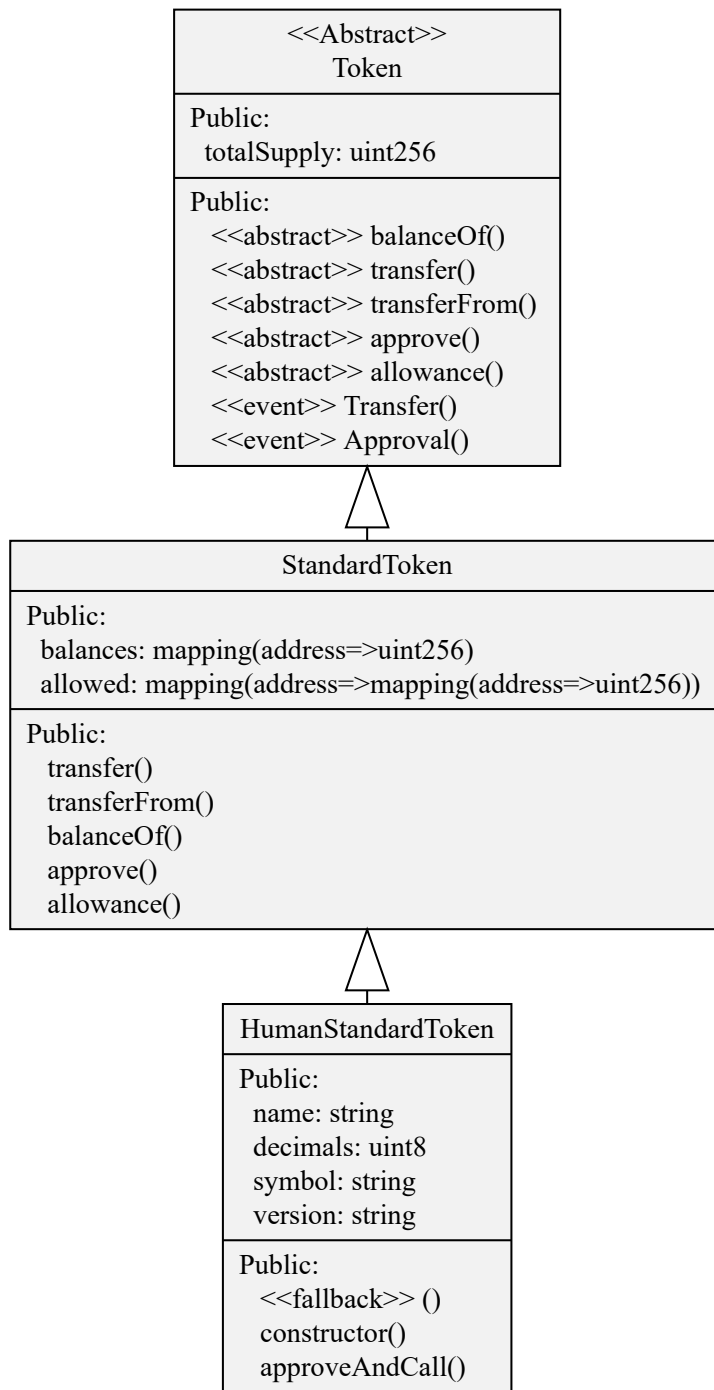 <<Abstract>>
Token
Public:
totalSupply: uint256
Public:
<<abstract>> balanceOf()
<<abstract>> transfer()
<<abstract>> transferFrom()
<<abstract>> approve()
<<abstract>> allowance()
<<event>> Transfer()
<<event>> Approval()
StandardToken
Public:
balances: mapping(address=>uint256)
allowed: mapping(address=>mapping(address=>uint256))
Public:
transfer()
transferFrom()
balanceOf()
approve()
allowance()
HumanStandardToken
Public:
name: string
decimals: uint8
symbol: string
version: string
Public:
<<fallback>> ()
constructor()
approveAndCall()